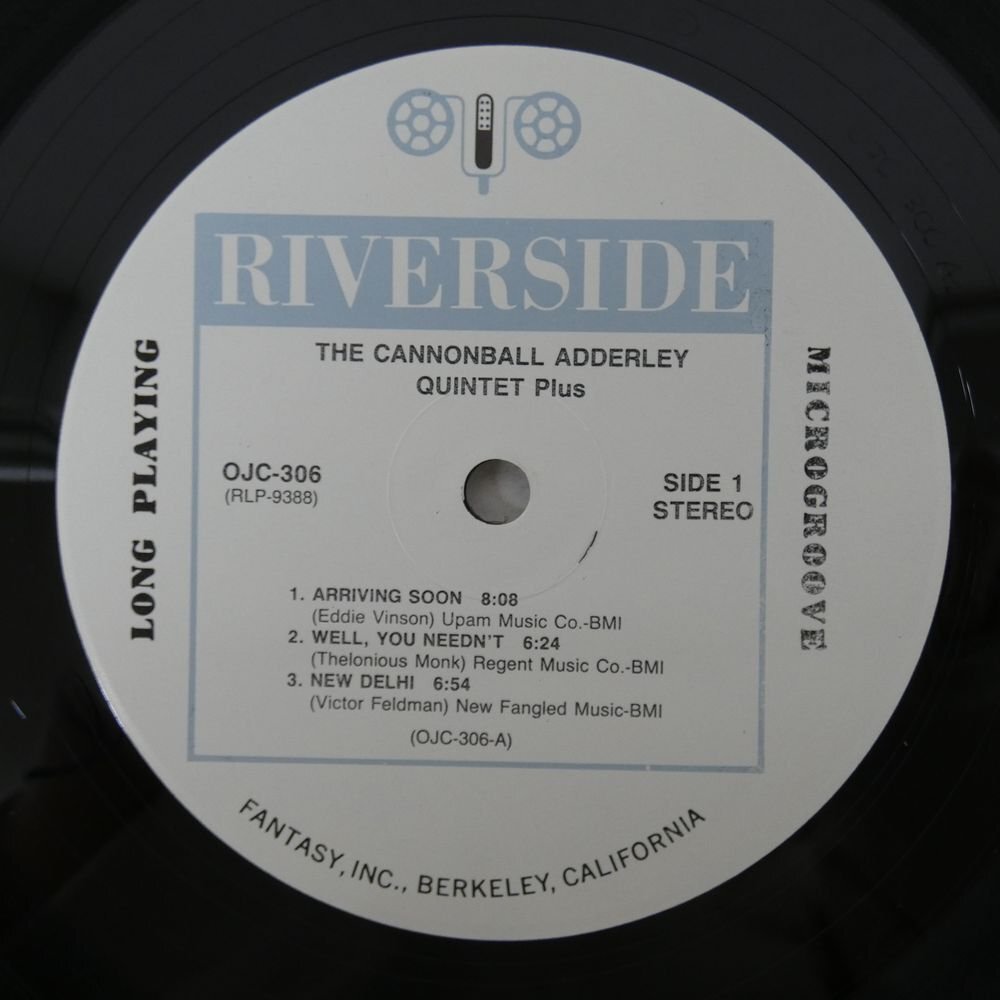 RIVERSIDE
THE CANNONBALL ADDERLEY
QUINTET Plus
LONG PLAYING
MICROGROOVE
OJC-306
(RLP-9388)
SIDE 1
STEREO
1. ARRIVING SOON 8:08
(Eddie Vinson) Upam Music Co.-BMI
2. WELL, YOU NEEDN'T 6:24
(Thelonious Monk) Regent Music Co.-BMI
3. NEW DELHI 6:54
(Victor Feldman) New Fangled Music-BMI
(OJC-306-A)
FANTASY, INC., BERKELEY, CALIFORNIA